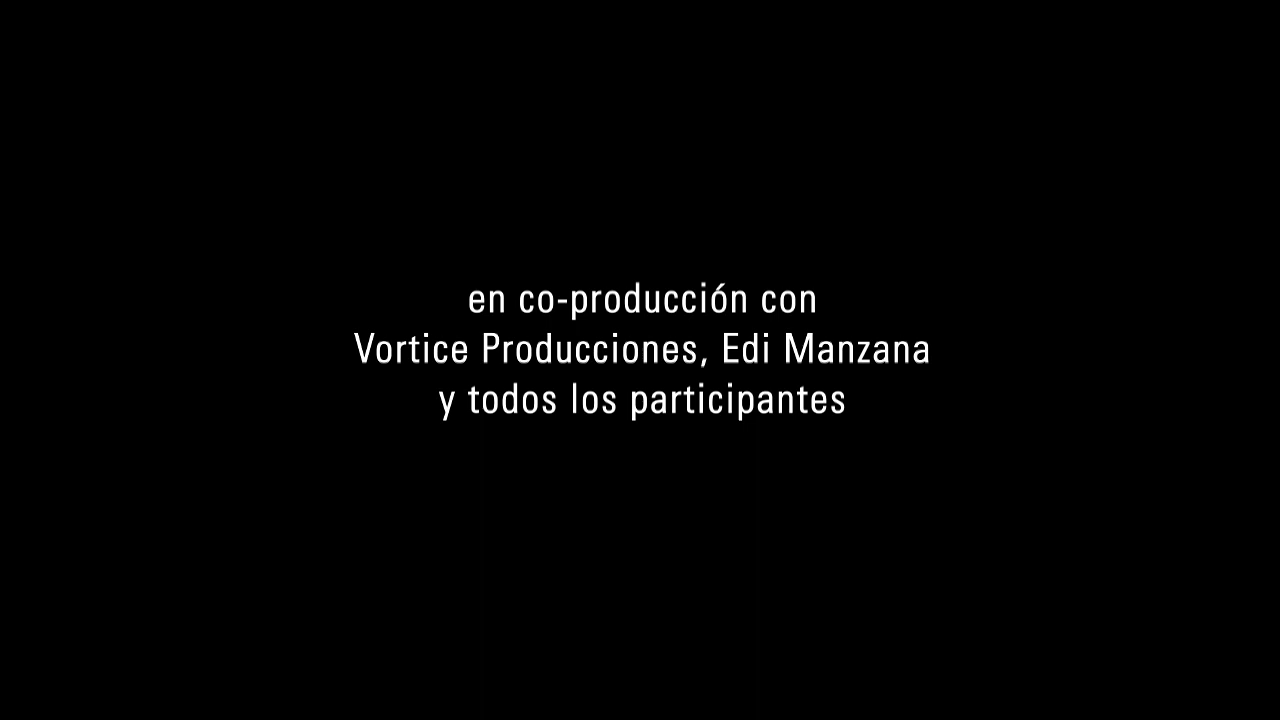 en co-producción con
Vortice Producciones, Edi Manzana
y todos los participantes